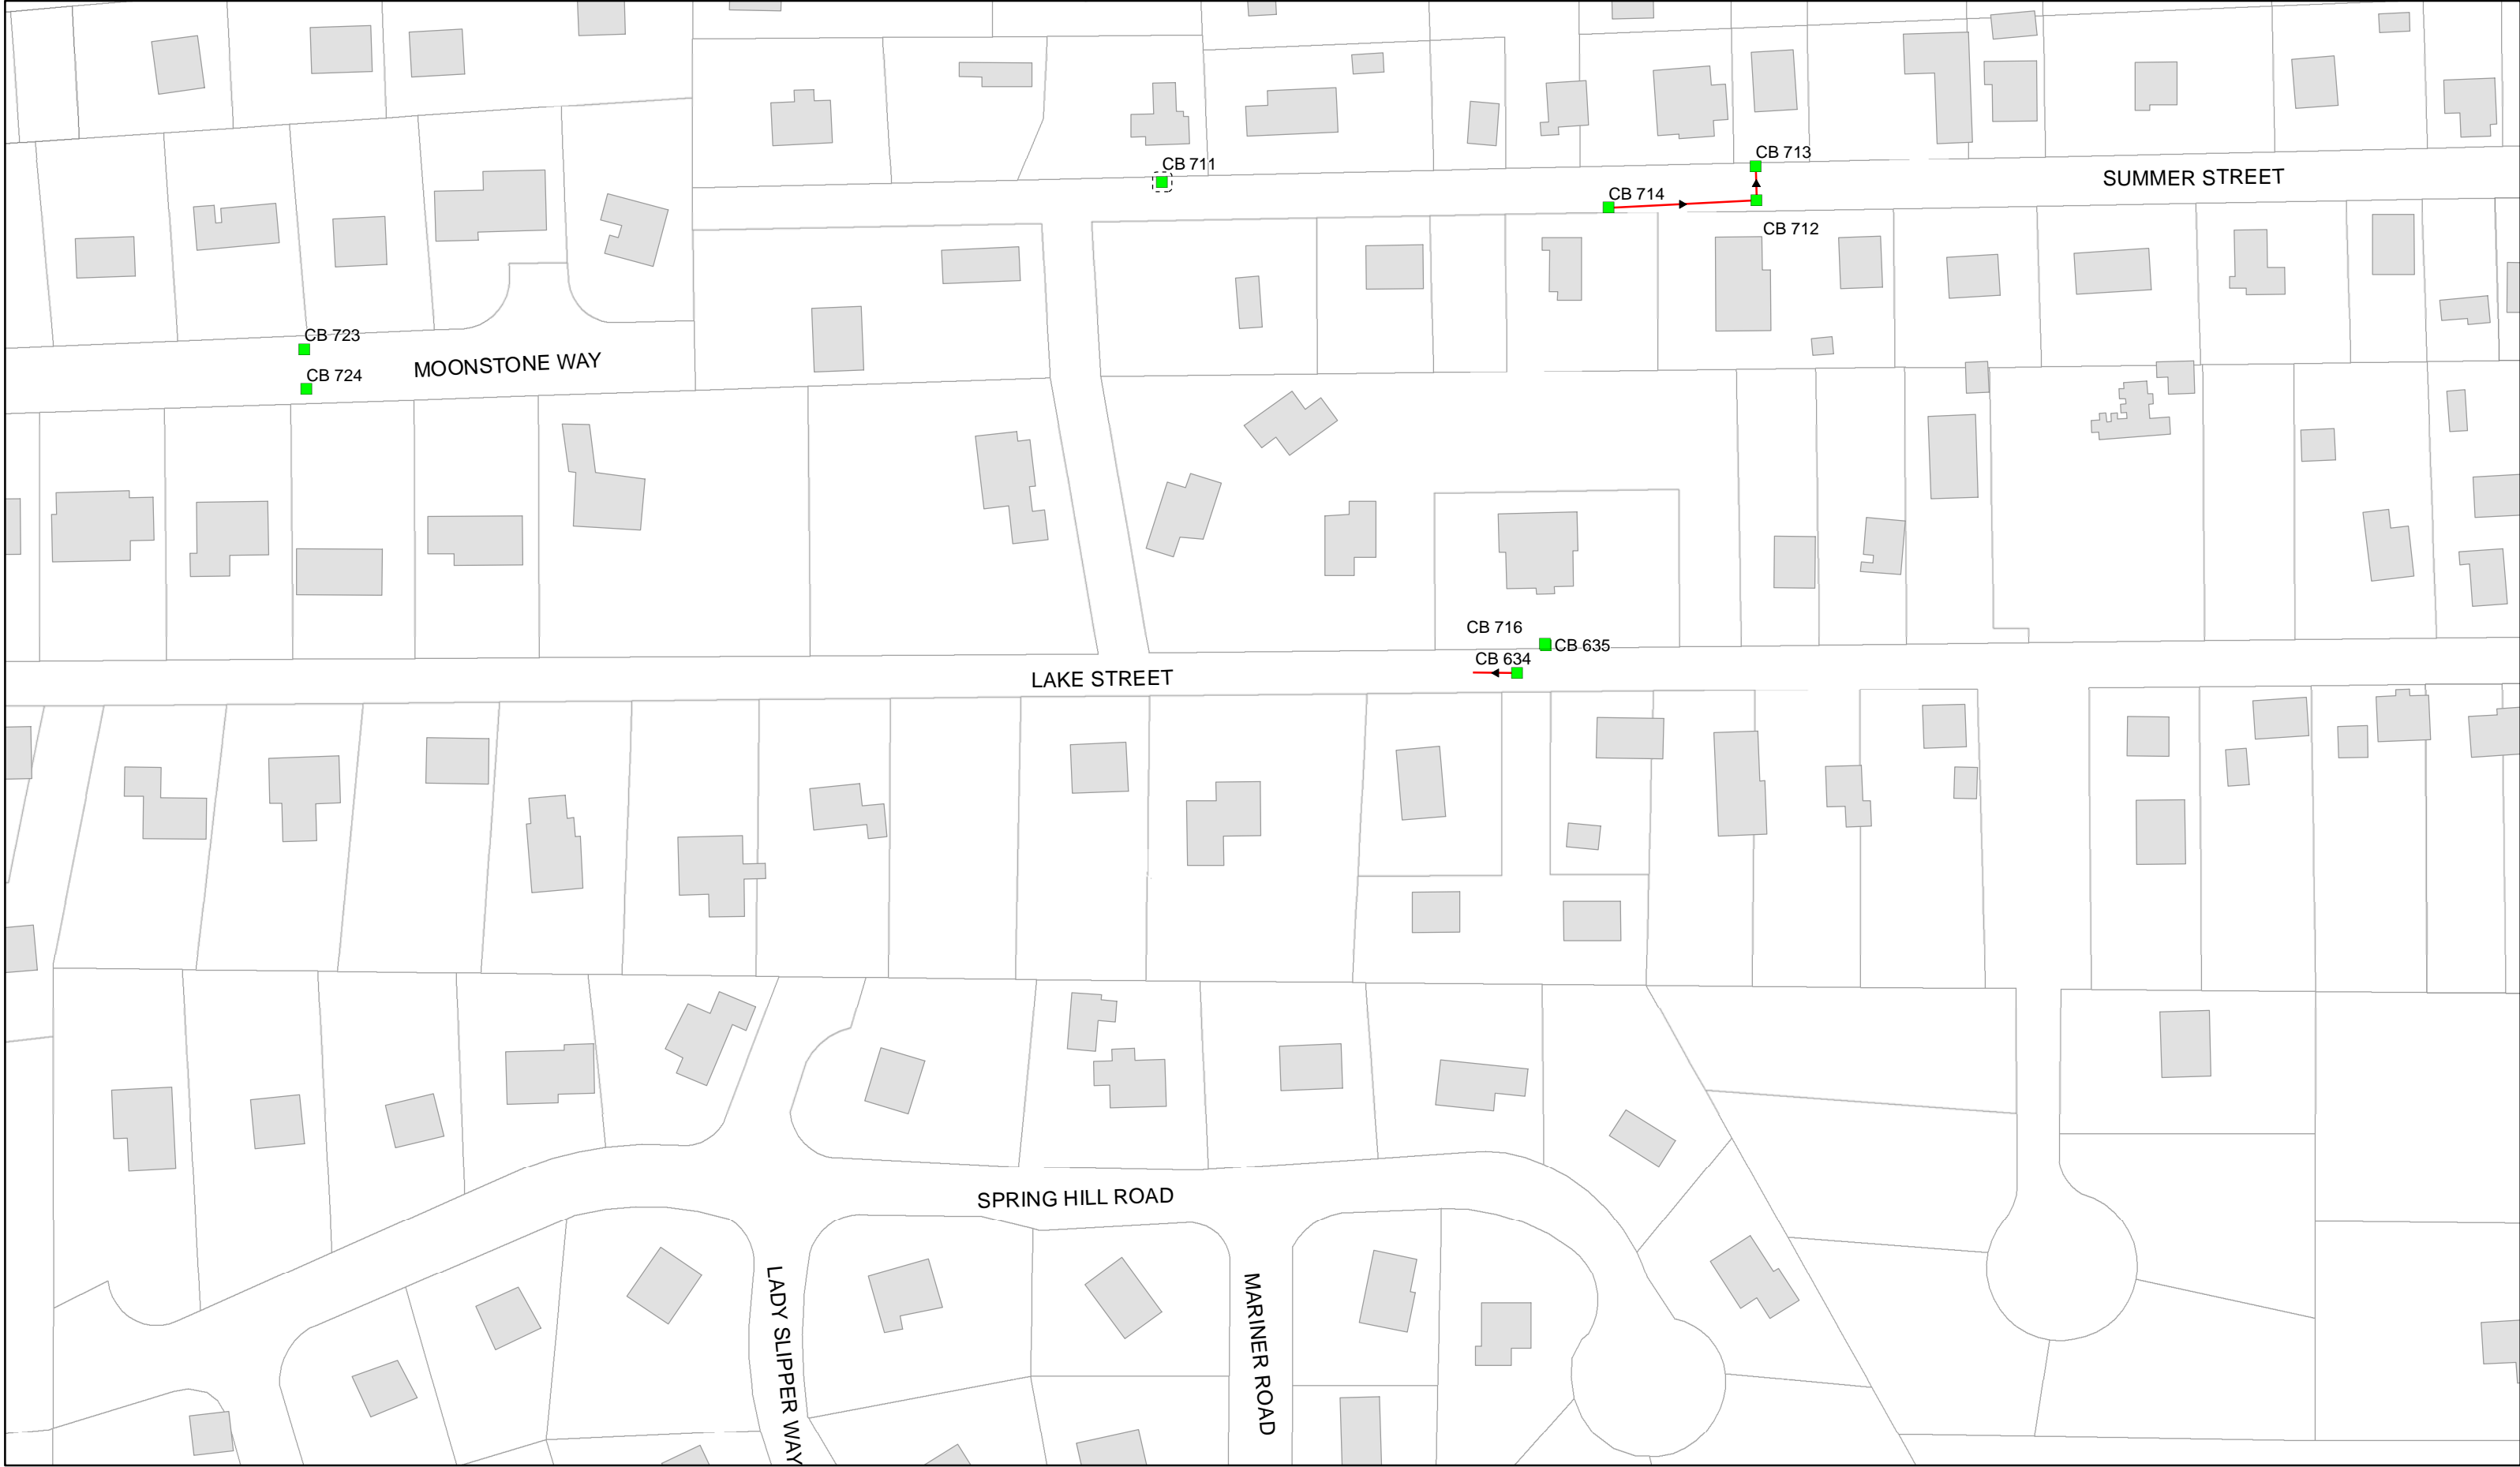 CB 713
CB 711
SUMMER STREET
CB 714
CB 712
CB 723
MOONSTONE WAY
CB 724
CB 716
CB 635
CB 634
LAKE STREET
SPRING HILL ROAD
LADY SLIPPER WAY
MARINER ROAD